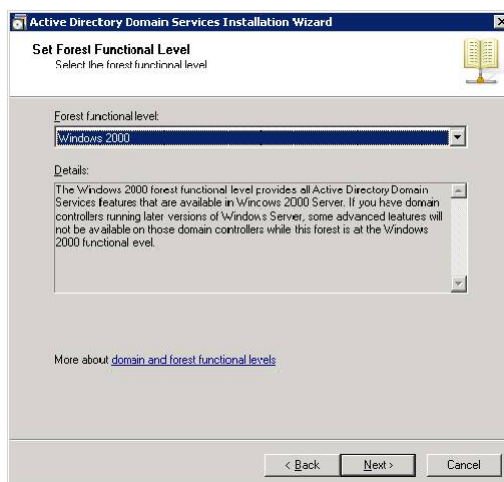 Active Directory Domain Services Installation Wizard
Set Forest Functional Level
Select the forest functional level.
Forest functional level:
Windows 2000
Details:
The Windows 2000 forest functional level provides all Active Directory Domain
Services features that are available in Windows 2000 Server. If you have domain
controllers running later versions of Windows Server, some advanced features will
not be available on those domain controllers while this forest is at the Windows
2000 functional level.
More about domain and forest functional levels
< Back
Next >
Cancel